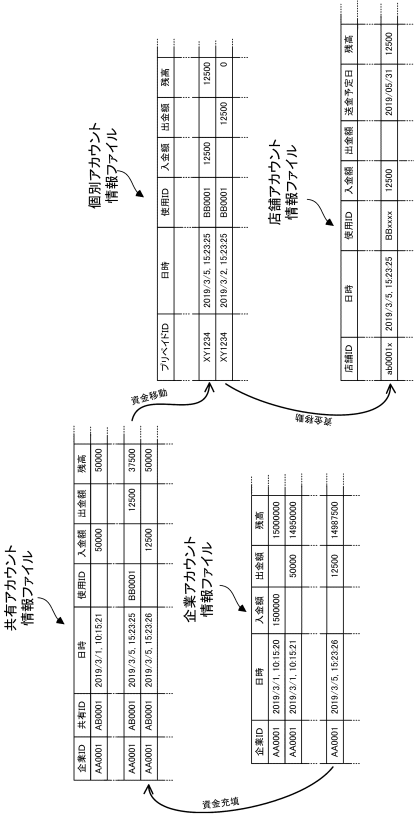 共有アカウント
情報ファイル
企業ID 共有ID 日時 使用ID 入金額 出金額 残高
AA0001 AB0001 2019/3/1, 10:15:21 50000 50000
AA0001 AB0001 2019/3/5, 15:23:25 BB0001 12500 37500
AA0001 AB0001 2019/3/5, 15:23:26 12500 50000
資金移動
個別アカウント
情報ファイル
プリペイドID 日時 使用ID 入金額 出金額 残高
XY1234 2019/3/5, 15:23:25 BB0001 12500 12500
XY1234 2019/3/2, 15:23:25 BB0001 12500 0
資金充填
企業アカウント
情報ファイル
企業ID 日時 入金額 出金額 残高
AA0001 2019/3/1, 10:15:20 1500000 15000000
AA0001 2019/3/1, 10:15:21 50000 14950000
AA0001 2019/3/5, 15:23:26 12500 14987500
資金移動
店舗アカウント
情報ファイル
店舗ID 日時 使用ID 入金額 出金額 送金予定日 残高
ab0001x 2019/3/5, 15:23:25 BBxxxx 12500 2019/05/31 12500